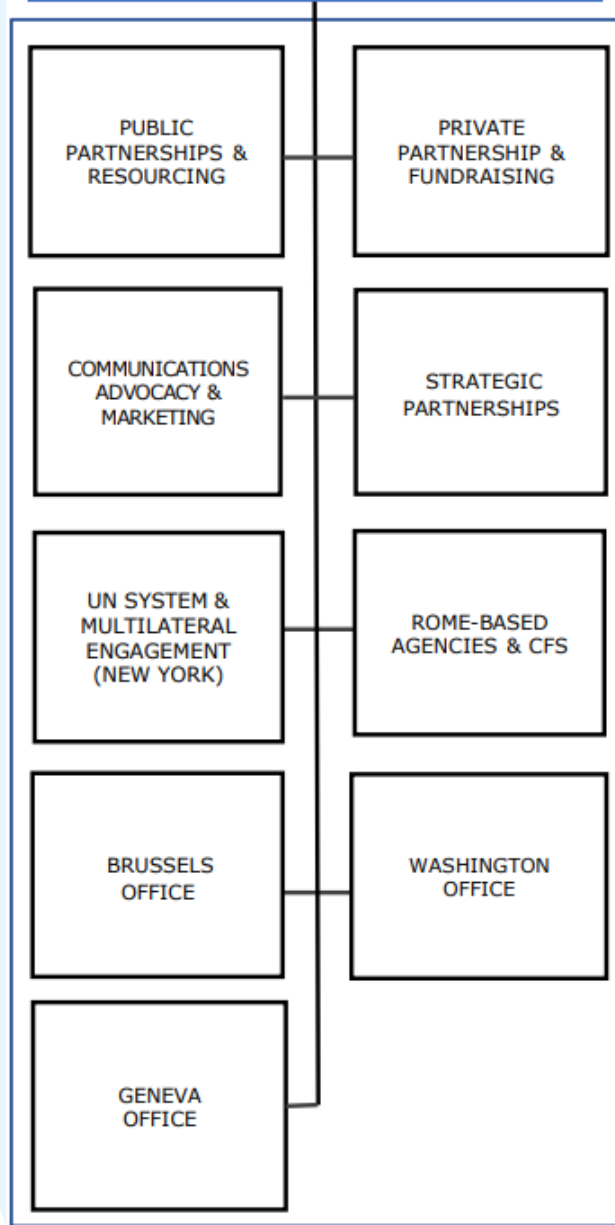 PUBLIC
PARTNERSHIPS &
RESOURCING
PRIVATE
PARTNERSHIP &
FUNDRAISING
COMMUNICATIONS
ADVOCACY &
MARKETING
STRATEGIC
PARTNERSHIPS
UN SYSTEM &
MULTILATERAL
ENGAGEMENT
(NEW YORK)
ROME-BASED
AGENCIES & CFS
BRUSSELS
OFFICE
WASHINGTON
OFFICE
GENEVA
OFFICE